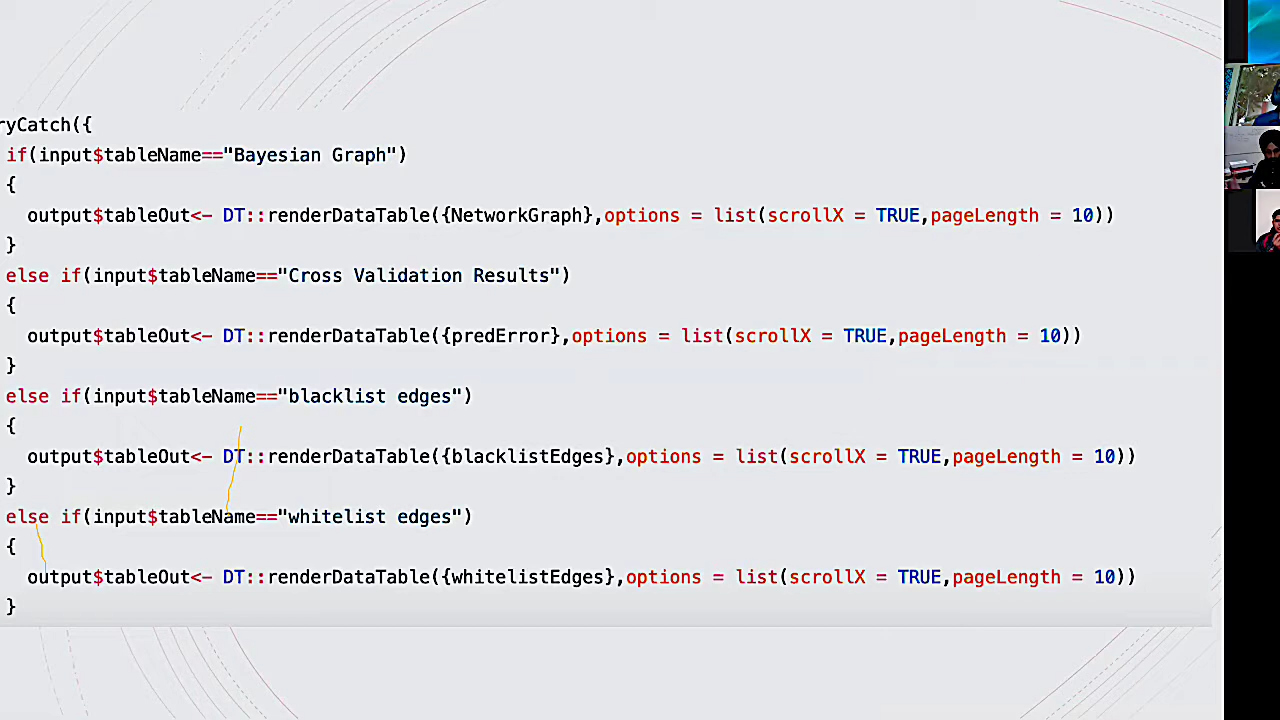 ryCatch({
if(input$tableName=="Bayesian Graph")
{
output$tableOut<- DT::renderDataTable({NetworkGraph},options = list(scrollX = TRUE,pageLength = 10))
}
else if(input$tableName=="Cross Validation Results")
{
output$tableOut<- DT::renderDataTable({predError},options = list(scrollX = TRUE,pageLength = 10))
}
else if(input$tableName=="blacklist edges")
{
output$tableOut<- DT::renderDataTable({blacklistEdges},options = list(scrollX = TRUE,pageLength = 10))
}
else if(input$tableName=="whitelist edges")
{
output$tableOut<- DT::renderDataTable({whitelistEdges},options = list(scrollX = TRUE,pageLength = 10))
}